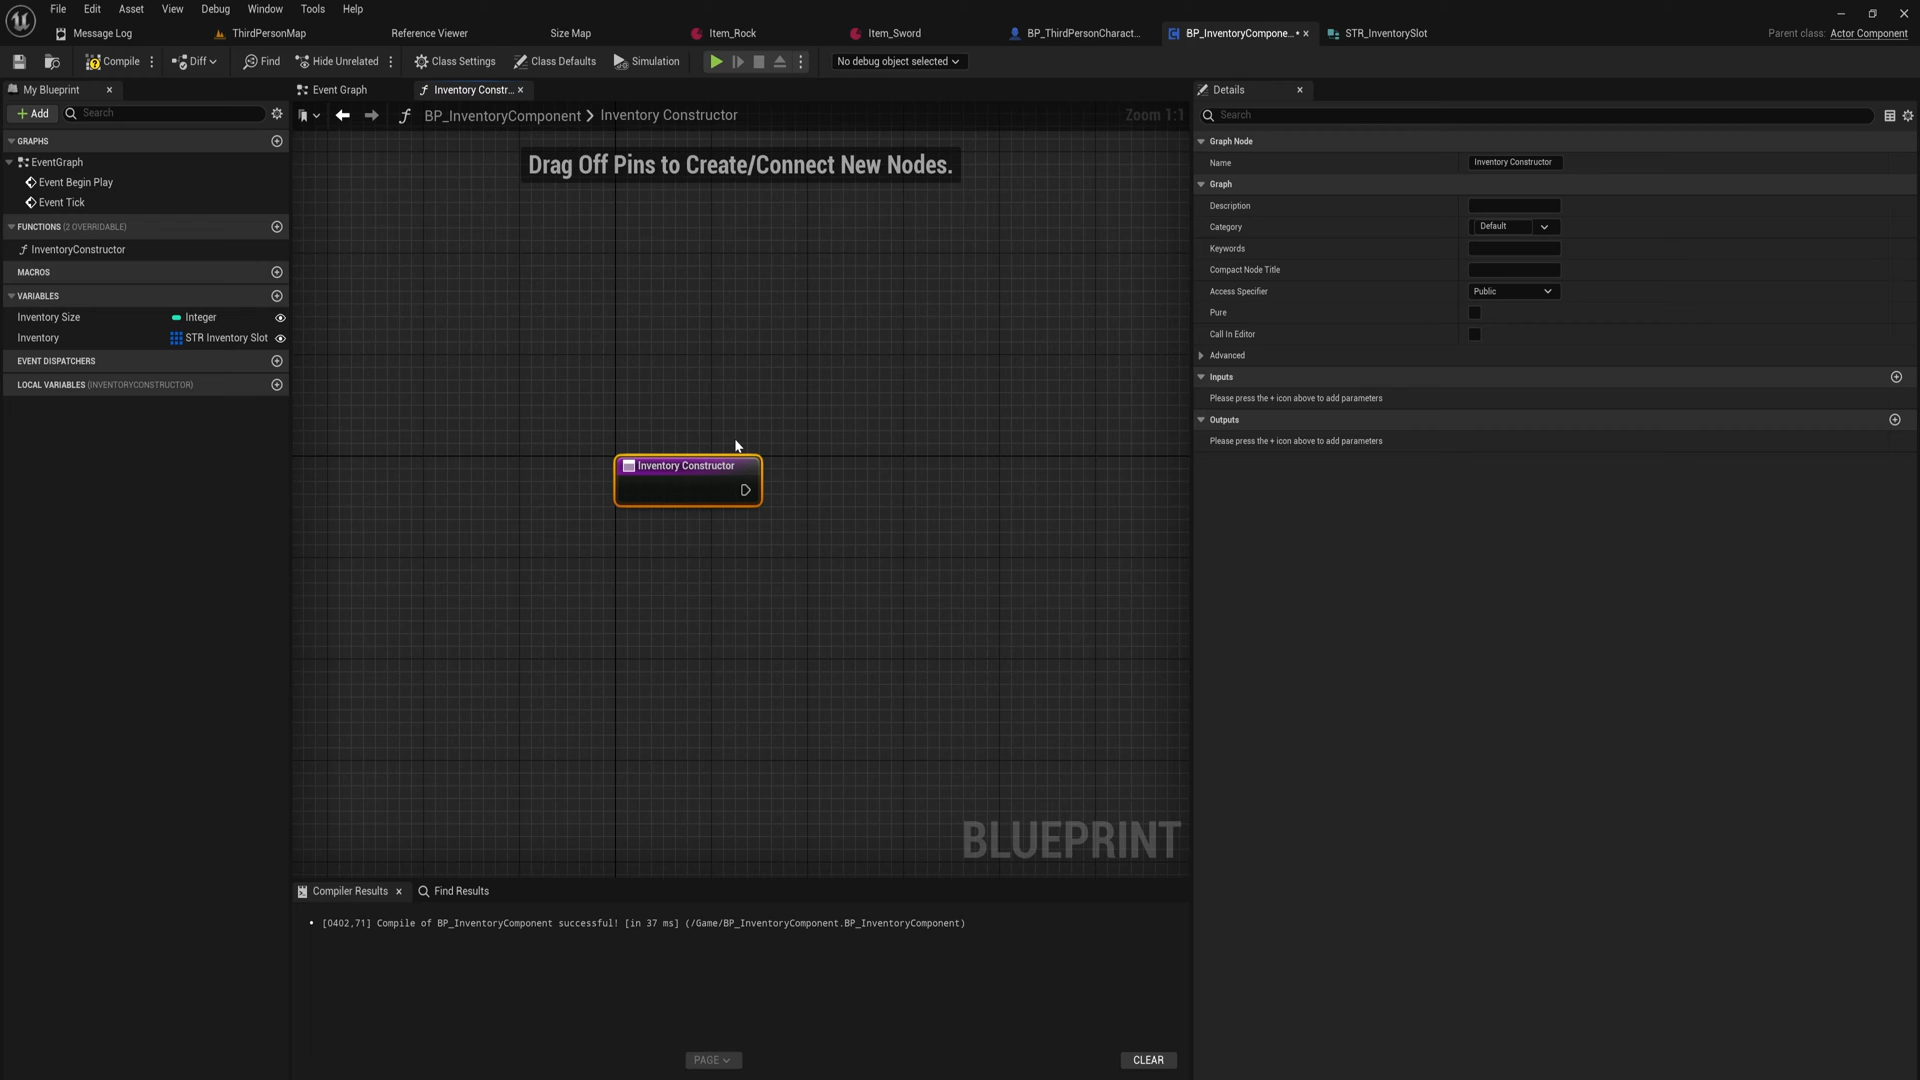 File Edit View Asset Debug Window Tools Help
Message Log ThirdPersonMap Reference Viewer Size Map Item_Rock Item_Sword BP_ThirdPersonCharact... BP_InventoryCompone...• STR_InventorySlot Parent class: Actor Component
Compile Diff Find Hide Unrelated Class Settings Class Defaults Simulation No debug object selected
My Blueprint
Add Search
GRAPHS
EventGraph
Event Begin Play
Event Tick
FUNCTIONS (2 OVERRIDABLE)
InventoryConstructor
MACROS
VARIABLES
Inventory Size Integer
Inventory STR Inventory Slot
EVENT DISPATCHERS
LOCAL VARIABLES (INVENTORYCONSTRUCTOR)
Event Graph Inventory Constr...
BP_InventoryComponent > Inventory Constructor Zoom 1:1
Drag Off Pins to Create/Connect New Nodes.
Inventory Constructor
BLUEPRINT
Compiler Results Find Results
• [0402,71] Compile of BP_InventoryComponent successful! [in 37 ms] (/Game/BP_InventoryComponent.BP_InventoryComponent)
PAGE CLEAR
Details
Search
Graph Node
Name Inventory Constructor
Graph
Description
Category Default
Keywords
Compact Node Title
Access Specifier Public
Pure
Call In Editor
Advanced
Inputs
Please press the + icon above to add parameters
Outputs
Please press the + icon above to add parameters